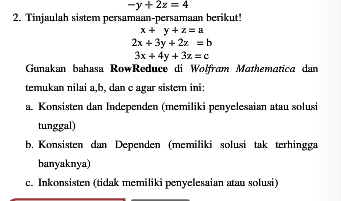 -y + 2z = 4
2. Tinjaulah sistem persamaan-persamaan berikut!
x + y + z = a
2x + 3y + 2z = b
3x + 4y + 3z = c
Gunakan bahasa RowReduce di Wolfram Mathematica dan
temukan nilai a,b, dan c agar sistem ini:
a. Konsisten dan Independen (memiliki penyelesaian atau solusi
tunggal)
b. Konsisten dan Dependen (memiliki solusi tak terhingga
banyaknya)
c. Inkonsisten (tidak memiliki penyelesaian atau solusi)